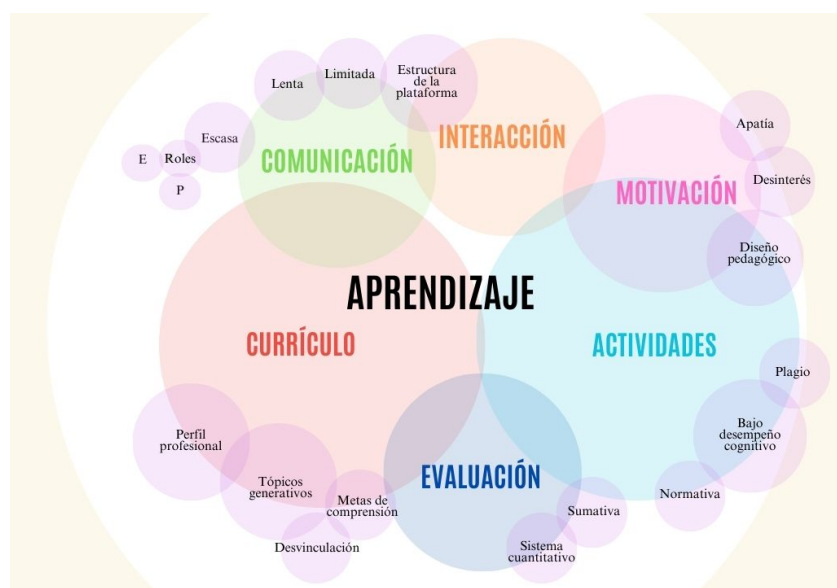 Lenta
Limitada
Estructura
de la
plataforma
Escasa
E
Roles
P
COMUNICACIÓN
INTERACCIÓN
MOTIVACIÓN
Apatía
Desinterés
Diseño
pedagógico
APRENDIZAJE
CURRÍCULO
ACTIVIDADES
Plagio
Bajo
desempeño
cognitivo
Normativa
Perfil
profesional
Tópicos
generativos
Metas de
comprensión
Desvinculación
EVALUACIÓN
Sumativa
Sistema
cuantitativo